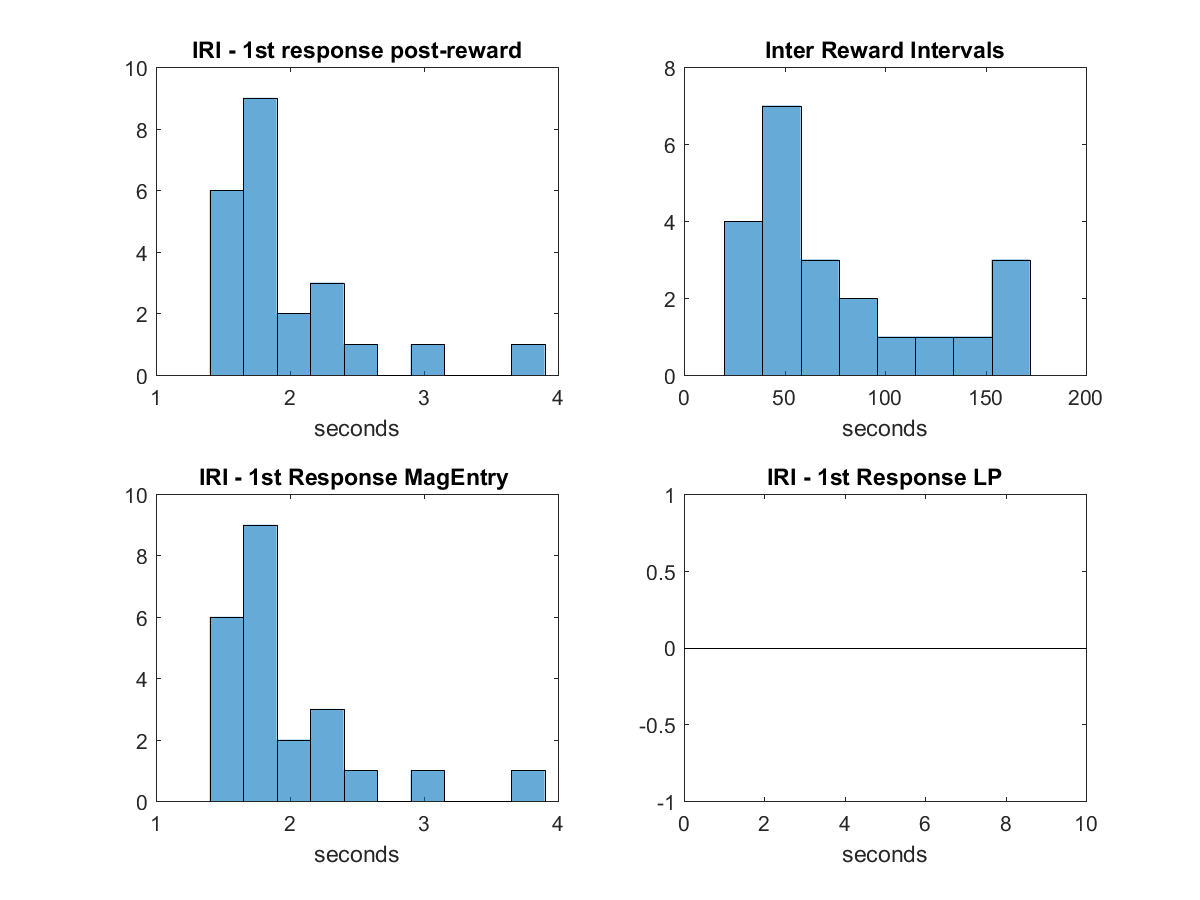 IRI - 1st response post-reward
10
8
6
4
2
0
1 2 3 4
seconds
Inter Reward Intervals
8
6
4
2
0
0 50 100 150 200
seconds
IRI - 1st Response MagEntry
10
8
6
4
2
0
1 2 3 4
seconds
IRI - 1st Response LP
1
0.5
0
-0.5
-1
0 2 4 6 8 10
seconds